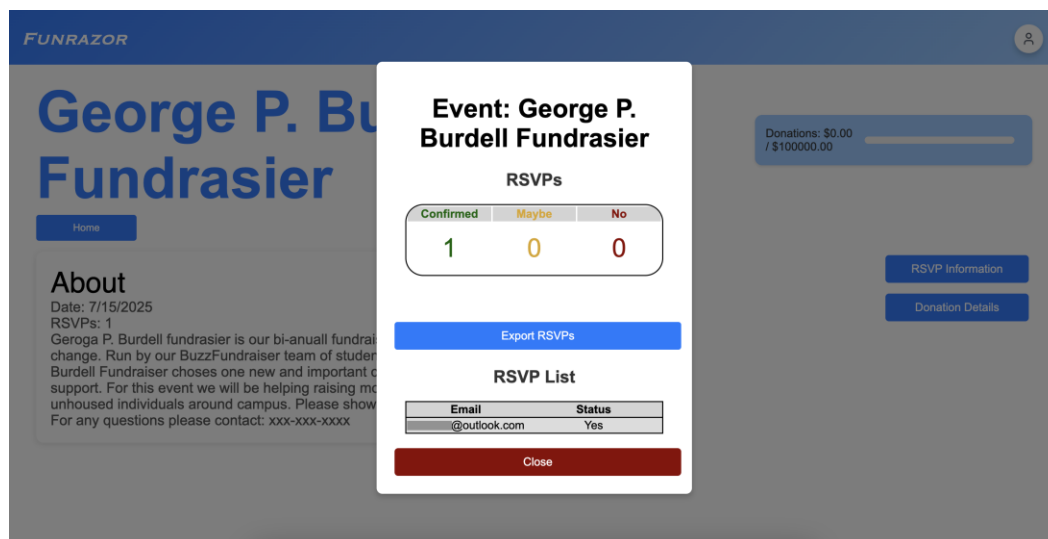 FUNRAZOR
George P. Bu
Fundrasier
Home
About
Date: 7/15/2025
RSVPs: 1
Geroga P. Burdell fundrasier is our bi-anuall fundrai
change. Run by our BuzzFundraiser team of studen
Burdell Fundraiser choses one new and important c
support. For this event we will be helping raising mo
unhoused individuals around campus. Please show
For any questions please contact: xxx-xxx-xxxx
Event: George P.
Burdell Fundrasier
RSVPs
Confirmed Maybe No
1 0 0
Export RSVPs
RSVP List
Email Status
@outlook.com Yes
Close
Donations: $0.00
/ $100000.00
RSVP Information
Donation Details